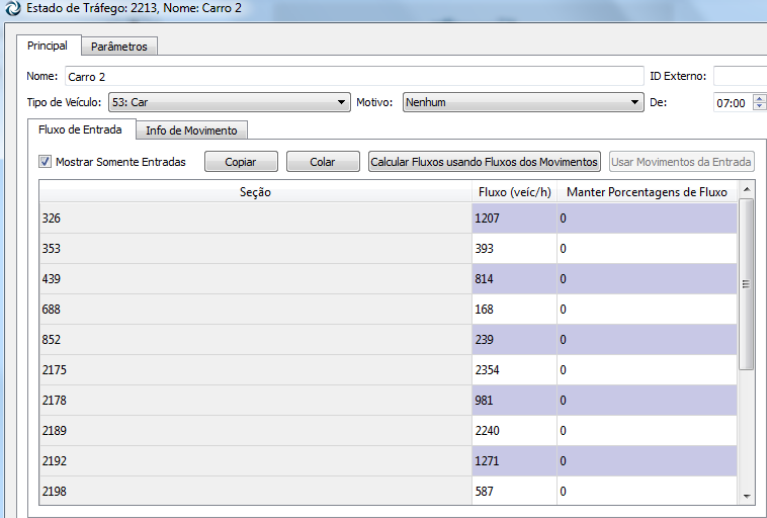 Estado de Tráfego: 2213, Nome: Carro 2
Principal Parâmetros
Nome: Carro 2 ID Externo:
Tipo de Veículo: 53: Car Motivo: Nenhum De: 07:00
Fluxo de Entrada Info de Movimento
Mostrar Somente Entradas Copiar Colar Calcular Fluxos usando Fluxos dos Movimentos Usar Movimentos da Entrada
Seção Fluxo (veíc/h) Manter Porcentagens de Fluxo
326 1207 0
353 393 0
439 814 0
688 168 0
852 239 0
2175 2354 0
2178 981 0
2189 2240 0
2192 1271 0
2198 587 0